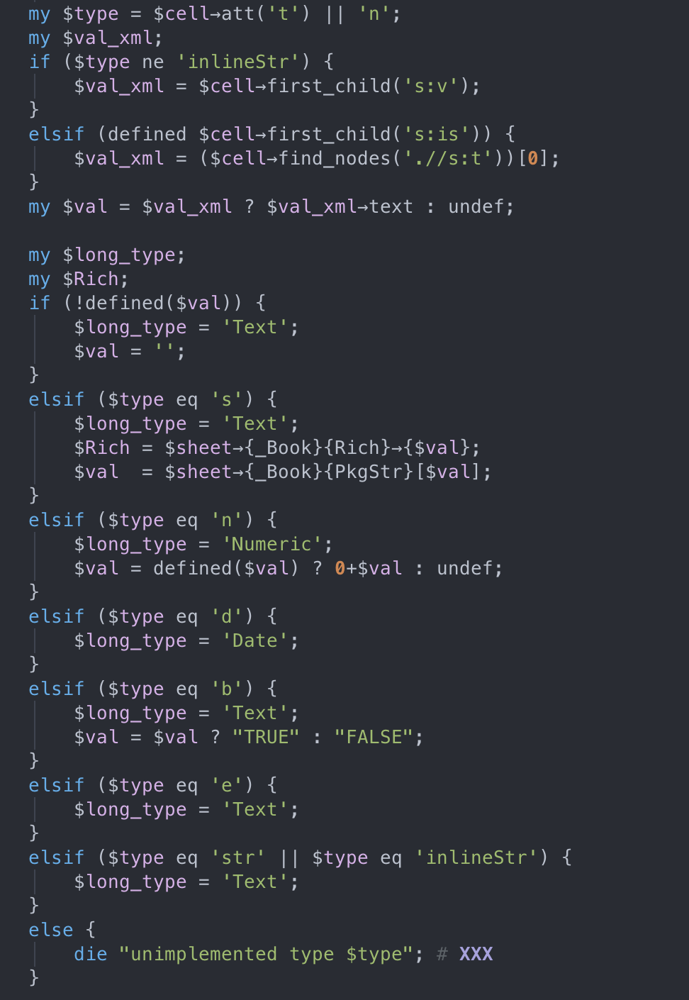 my $type = $cell→att('t') || 'n';
my $val_xml;
if ($type ne 'inlineStr') {
    $val_xml = $cell→first_child('s:v');
}
elsif (defined $cell→first_child('s:is')) {
    $val_xml = ($cell→find_nodes('.//s:t'))[0];
}
my $val = $val_xml ? $val_xml→text : undef;

my $long_type;
my $Rich;
if (!defined($val)) {
    $long_type = 'Text';
    $val = '';
}
elsif ($type eq 's') {
    $long_type = 'Text';
    $Rich = $sheet→{_Book}{Rich}→{$val};
    $val  = $sheet→{_Book}{PkgStr}[$val];
}
elsif ($type eq 'n') {
    $long_type = 'Numeric';
    $val = defined($val) ? 0+$val : undef;
}
elsif ($type eq 'd') {
    $long_type = 'Date';
}
elsif ($type eq 'b') {
    $long_type = 'Text';
    $val = $val ? "TRUE" : "FALSE";
}
elsif ($type eq 'e') {
    $long_type = 'Text';
}
elsif ($type eq 'str' || $type eq 'inlineStr') {
    $long_type = 'Text';
}
else {
    die "unimplemented type $type"; # XXX
}